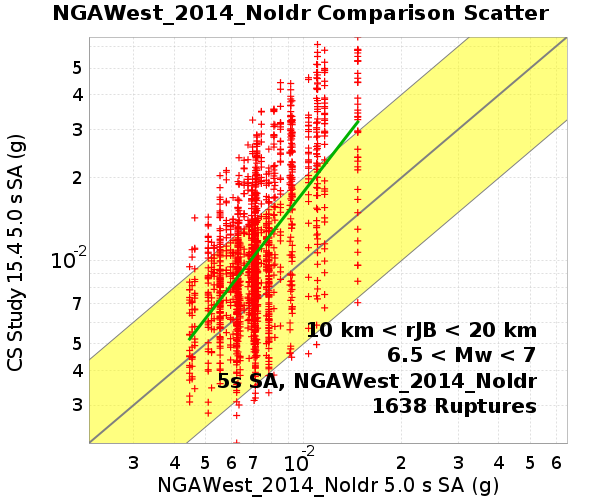 NGAWest_2014_NoIdr Comparison Scatter
CS Study 15.4 5.0 s SA (g)
5
4
3
2
10-2
7
5
4
3
10 km < rJB < 20 km
6.5 < Mw < 7
5s SA, NGAWest_2014_NoIdr
1638 Ruptures
3 4 5 6 7 10-2 2 3 4 5 6
NGAWest_2014_NoIdr 5.0 s SA (g)